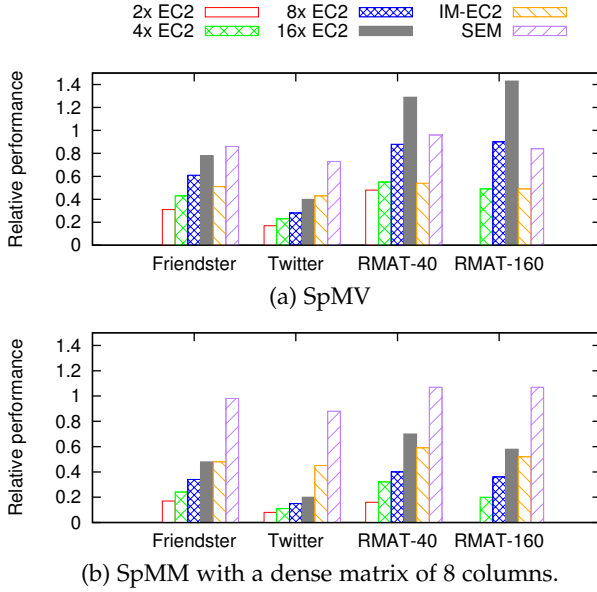 2x EC2 8x EC2 IM-EC2
4x EC2 16x EC2 SEM
Relative performance
1.4
1.2
1
0.8
0.6
0.4
0.2
0
Friendster Twitter RMAT-40 RMAT-160
(a) SpMV
Relative performance
1.4
1.2
1
0.8
0.6
0.4
0.2
0
Friendster Twitter RMAT-40 RMAT-160
(b) SpMM with a dense matrix of 8 columns.